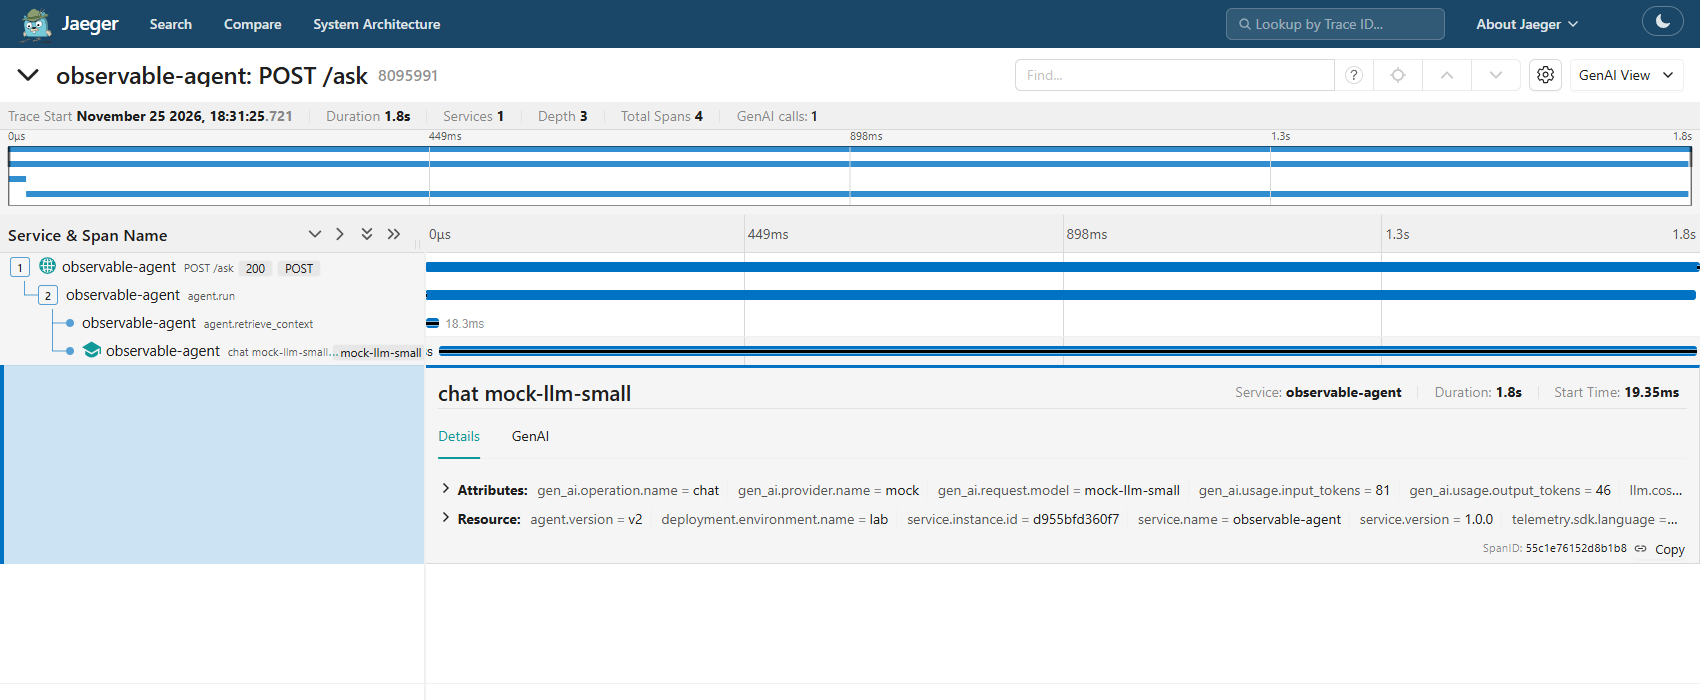 Jaeger Search Compare System Architecture Lookup by Trace ID... About Jaeger
observable-agent: POST /ask 8095991 Find... ? GenAI View
Trace Start November 25 2026, 18:31:25.721 Duration 1.8s Services 1 Depth 3 Total Spans 4 GenAI calls: 1
0μs 449ms 898ms 1.3s 1.8s
Service & Span Name 0μs 449ms 898ms 1.3s 1.8s
1 observable-agent POST /ask 200 POST
2 observable-agent agent.run
observable-agent agent.retrieve_context 18.3ms
observable-agent chat mock-llm-small... mock-llm-small s
chat mock-llm-small Service: observable-agent Duration: 1.8s Start Time: 19.35ms
Details GenAI
Attributes: gen_ai.operation.name = chat gen_ai.provider.name = mock gen_ai.request.model = mock-llm-small gen_ai.usage.input_tokens = 81 gen_ai.usage.output_tokens = 46 llm.cos...
Resource: agent.version = v2 deployment.environment.name = lab service.instance.id = d955bfd360f7 service.name = observable-agent service.version = 1.0.0 telemetry.sdk.language =...
SpanID: 55c1e76152d8b1b8 Copy